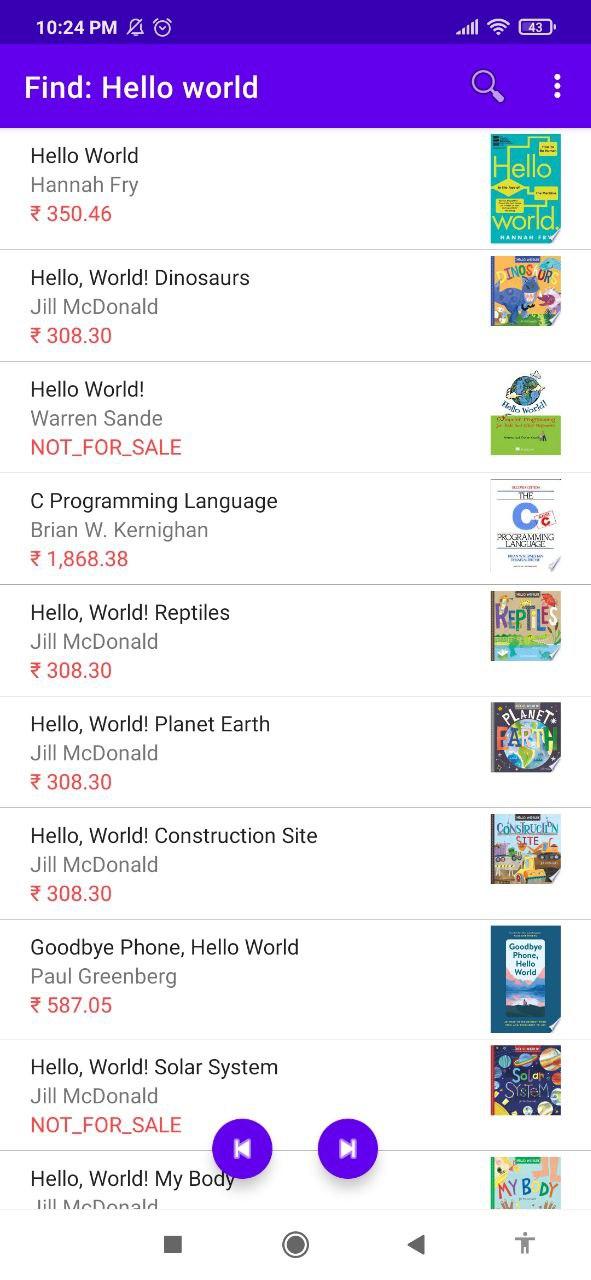 10:24 PM
43
Find: Hello world
Hello World
Hannah Fry
₹ 350.46
Hello
world.
HANNAH FRY
Hello, World! Dinosaurs
Jill McDonald
₹ 308.30
DINOSAURS
Hello World!
Warren Sande
NOT_FOR_SALE
Hello World!
Computer Programming
C Programming Language
Brian W. Kernighan
₹ 1,868.38
THE
C
PROGRAMMING
LANGUAGE
Hello, World! Reptiles
Jill McDonald
₹ 308.30
REPTILES
Hello, World! Planet Earth
Jill McDonald
₹ 308.30
PLANET
EARTH
Hello, World! Construction Site
Jill McDonald
₹ 308.30
CONSTRUCTION
SITE
Goodbye Phone, Hello World
Paul Greenberg
₹ 587.05
Goodbye
Phone,
Hello
World
Hello, World! Solar System
Jill McDonald
NOT_FOR_SALE
Solar
SYSTEM
Hello, World! My Body
Jill McDonald
MY BODY